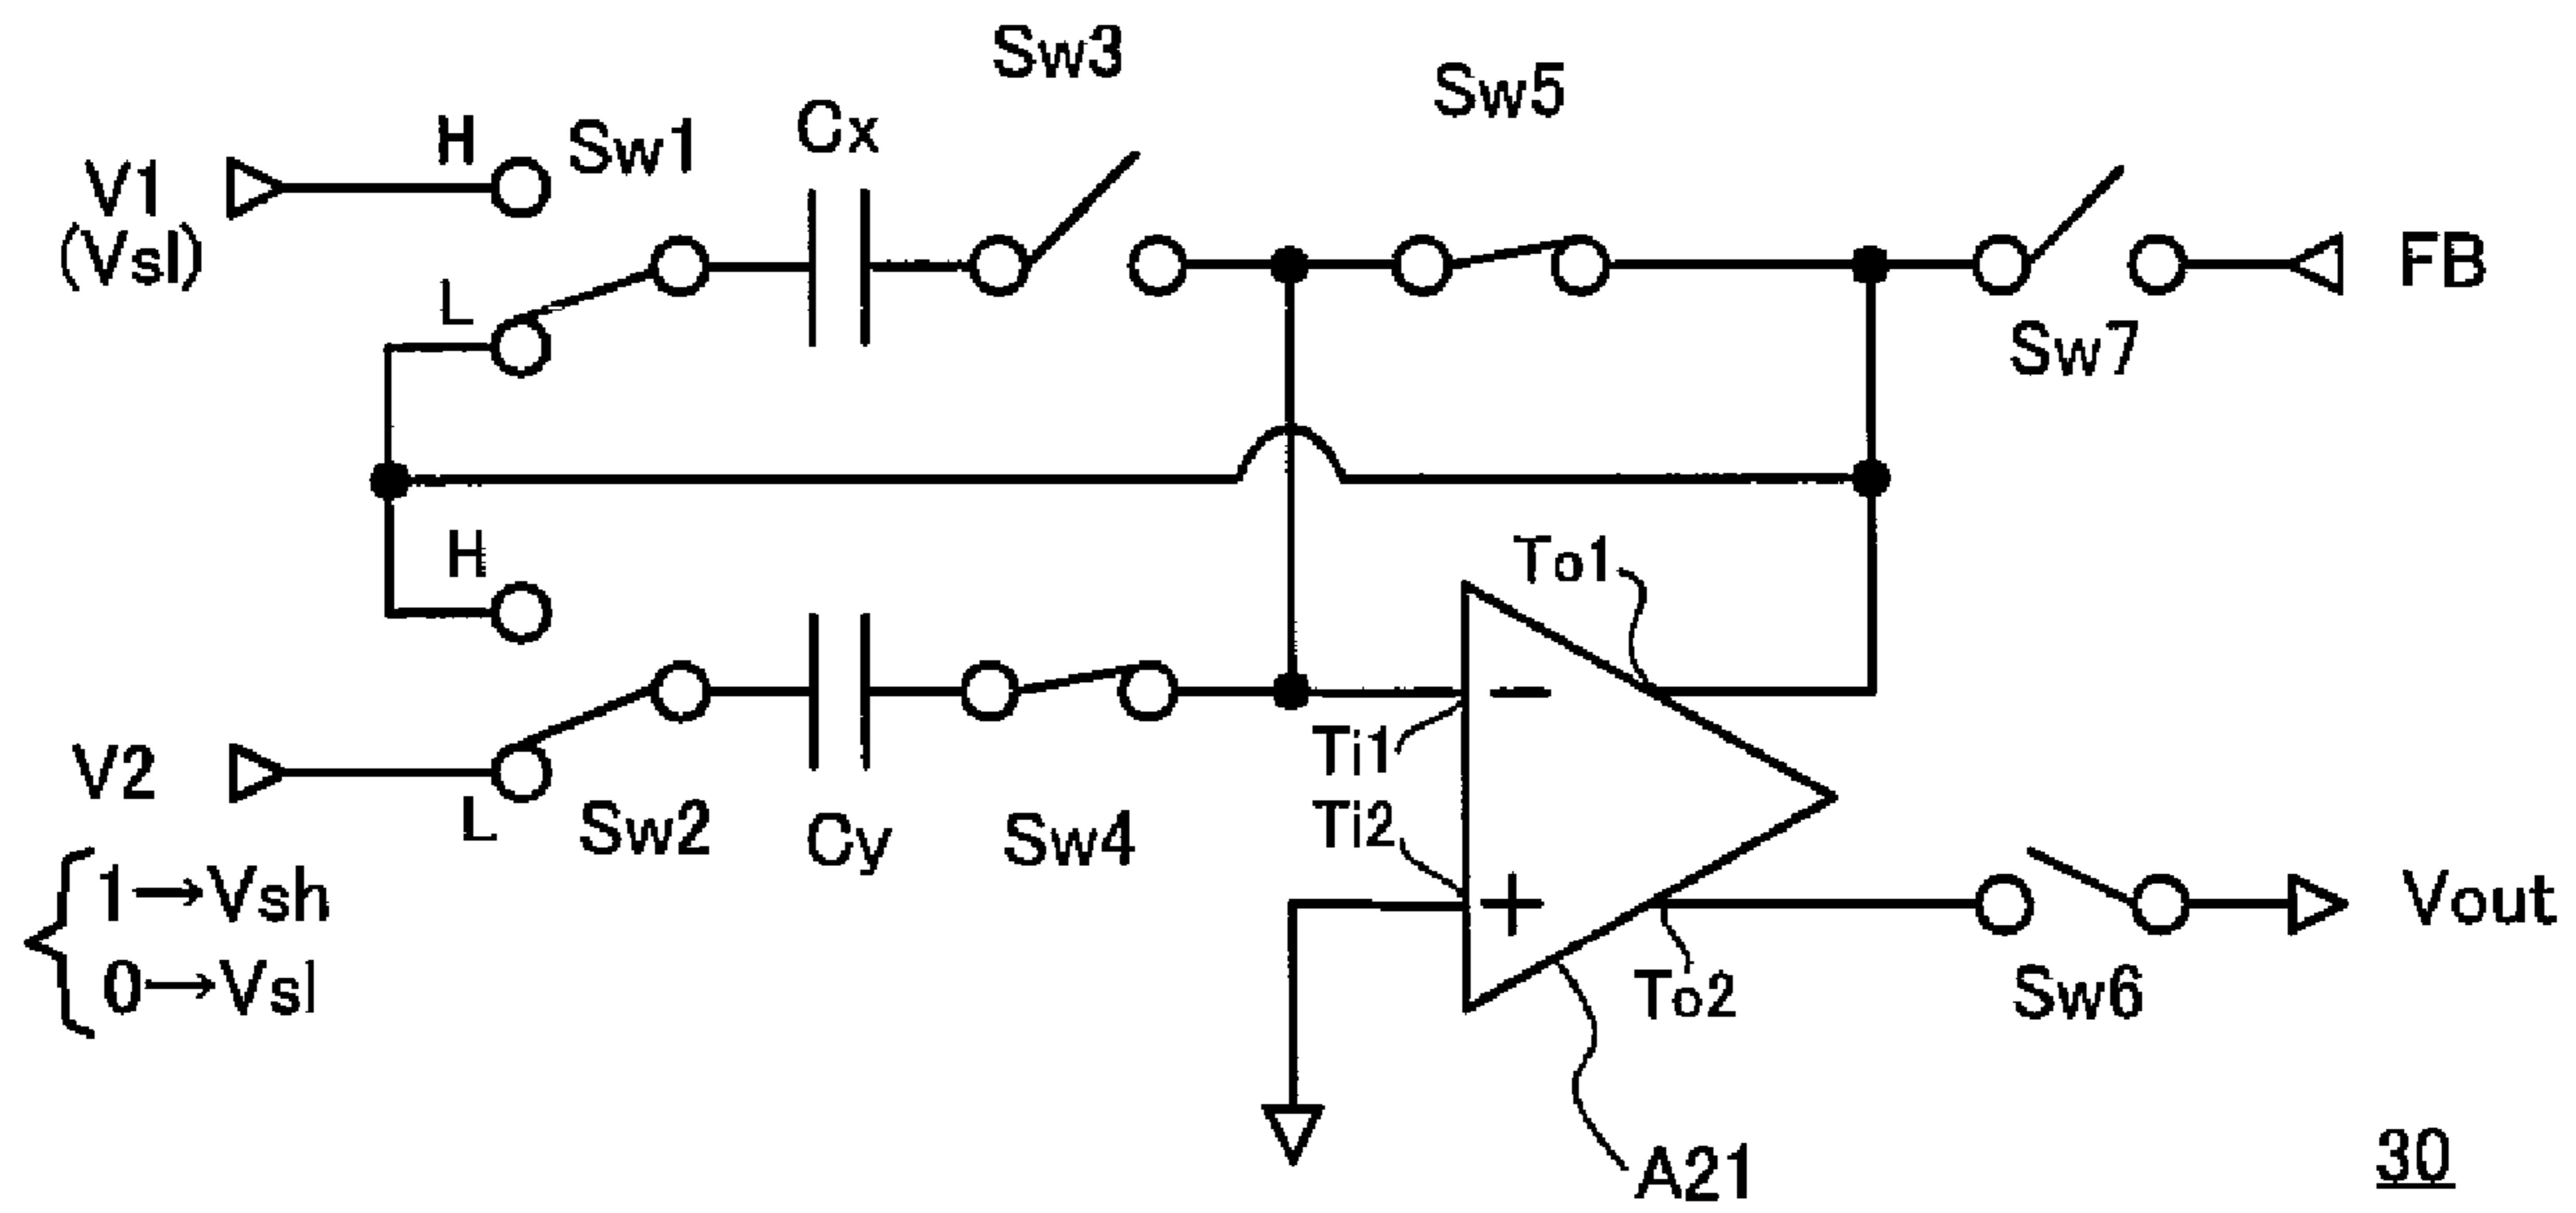 Sw3
Sw5
Cx
H
Sw1
V1
(Vsl)
L
FB
Sw7
H
To1
Ti1
V2
L
Sw2
Cy
Sw4
Ti2
−
+
1→Vsh
0→Vsl
To2
Vout
Sw6
A21
30